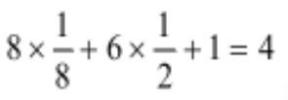 8 × 1/8 + 6 × 1/2 + 1 = 4